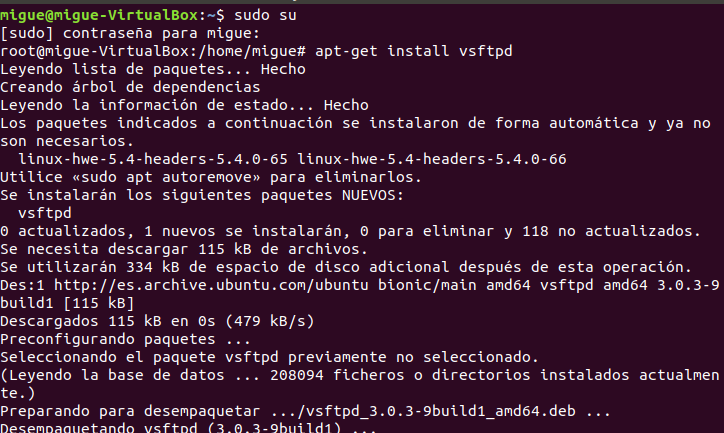 migue@migue-VirtualBox:~$ sudo su
[sudo] contraseña para migue:
root@migue-VirtualBox:/home/migue# apt-get install vsftpd
Leyendo lista de paquetes... Hecho
Creando árbol de dependencias
Leyendo la información de estado... Hecho
Los paquetes indicados a continuación se instalaron de forma automática y ya no
son necesarios.
  linux-hwe-5.4-headers-5.4.0-65 linux-hwe-5.4-headers-5.4.0-66
Utilice «sudo apt autoremove» para eliminarlos.
Se instalarán los siguientes paquetes NUEVOS:
  vsftpd
0 actualizados, 1 nuevos se instalarán, 0 para eliminar y 118 no actualizados.
Se necesita descargar 115 kB de archivos.
Se utilizarán 334 kB de espacio de disco adicional después de esta operación.
Des:1 http://es.archive.ubuntu.com/ubuntu bionic/main amd64 vsftpd amd64 3.0.3-9
build1 [115 kB]
Descargados 115 kB en 0s (479 kB/s)
Preconfigurando paquetes ...
Seleccionando el paquete vsftpd previamente no seleccionado.
(Leyendo la base de datos ... 208094 ficheros o directorios instalados actualmen
te.)
Preparando para desempaquetar .../vsftpd_3.0.3-9build1_amd64.deb ...
Desempaquetando vsftpd (3.0.3-9build1) ...